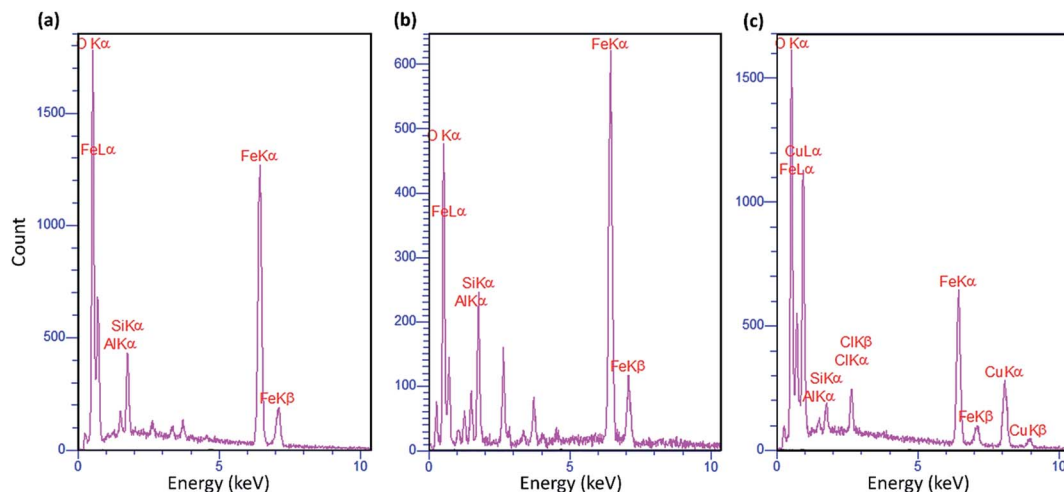 (a)
O Kα
FeLα
SiKα
AlKα
FeKα
FeKβ
1500
1000
500
0
0
5
10
Count
Energy (keV)
(b)
FeKα
O Kα
FeLα
SiKα
AlKα
FeKβ
600
500
400
300
200
100
0
0
5
10
Energy (keV)
(c)
O Kα
CuLα
FeLα
FeKα
ClKβ
ClKα
SiKα
AlKα
CuKα
FeKβ
CuKβ
1500
1000
500
0
0
5
10
Energy (keV)